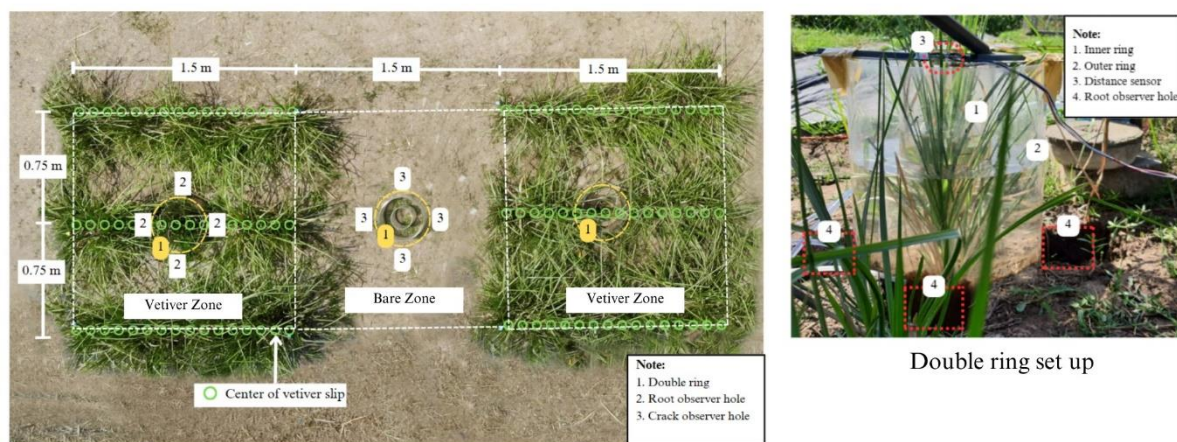 1.5 m
1.5 m
1.5 m
0.75 m
0.75 m
2
2
2
1
2
3
3
3
1
3
1
Vetiver Zone
Bare Zone
Vetiver Zone
Center of vetiver slip
Note:
1. Double ring
2. Root observer hole
3. Crack observer hole
3
1
2
4
4
4
Note:
1. Inner ring
2. Outer ring
3. Distance sensor
4. Root observer hole
Double ring set up